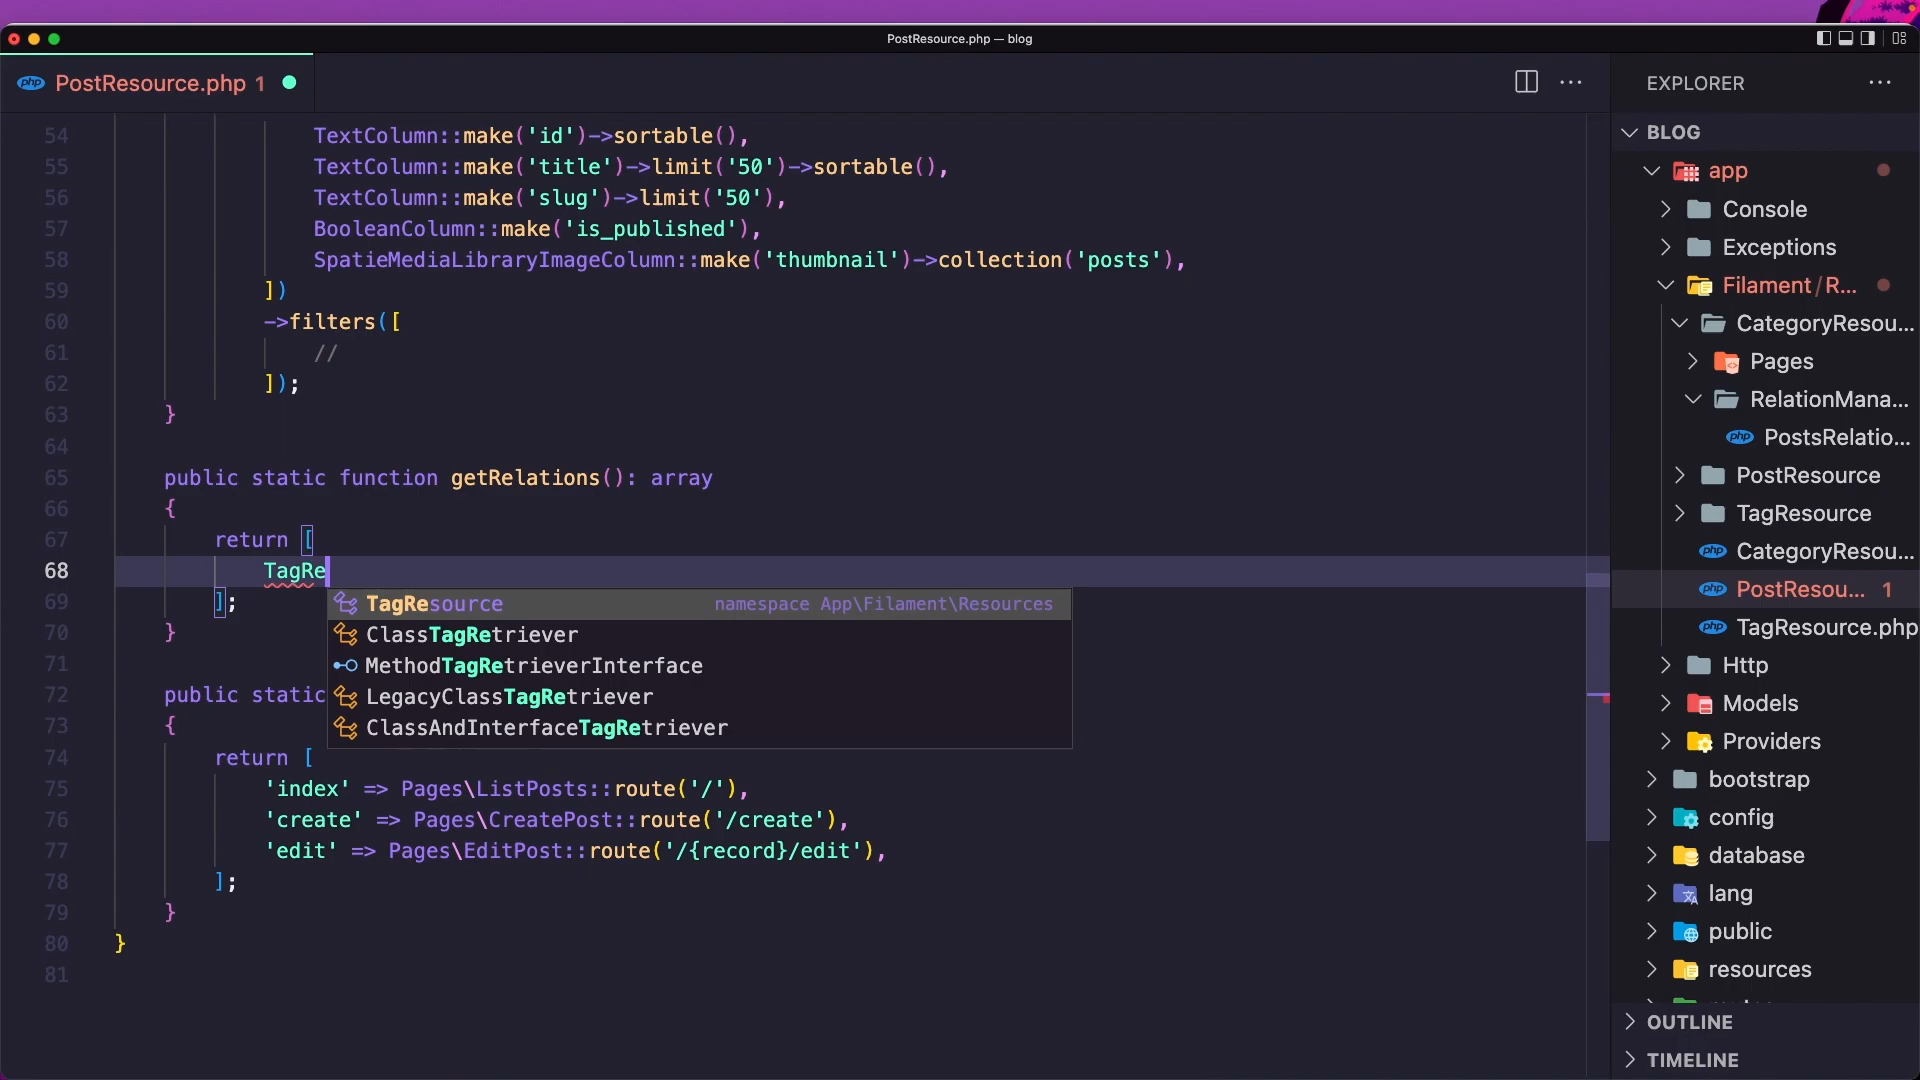 PostResource.php — blog
php PostResource.php 1
54 TextColumn::make('id')->sortable(),
55 TextColumn::make('title')->limit('50')->sortable(),
56 TextColumn::make('slug')->limit('50'),
57 BooleanColumn::make('is_published'),
58 SpatieMediaLibraryImageColumn::make('thumbnail')->collection('posts'),
59 ])
60 ->filters([
61 //
62 ]);
63 }
64
65 public static function getRelations(): array
66 {
67 return [
68 TagRe
69 ];
70 }
71
72 public static
73 {
74 return [
75 'index' => Pages\ListPosts::route('/'),
76 'create' => Pages\CreatePost::route('/create'),
77 'edit' => Pages\EditPost::route('/{record}/edit'),
78 ];
79 }
80 }
81
TagResource namespace App\Filament\Resources
ClassTagRetriever
MethodTagRetrieverInterface
LegacyClassTagRetriever
ClassAndInterfaceTagRetriever
EXPLORER
BLOG
app
Console
Exceptions
Filament/R...
CategoryResou...
Pages
RelationMana...
php PostsRelatio...
PostResource
TagResource
php CategoryResou...
php PostResou... 1
php TagResource.php
Http
Models
Providers
bootstrap
config
database
lang
public
resources
OUTLINE
TIMELINE